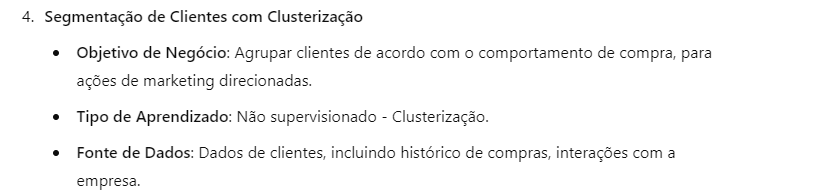 4. Segmentação de Clientes com Clusterização
• Objetivo de Negócio: Agrupar clientes de acordo com o comportamento de compra, para
ações de marketing direcionadas.
• Tipo de Aprendizado: Não supervisionado - Clusterização.
• Fonte de Dados: Dados de clientes, incluindo histórico de compras, interações com a
empresa.